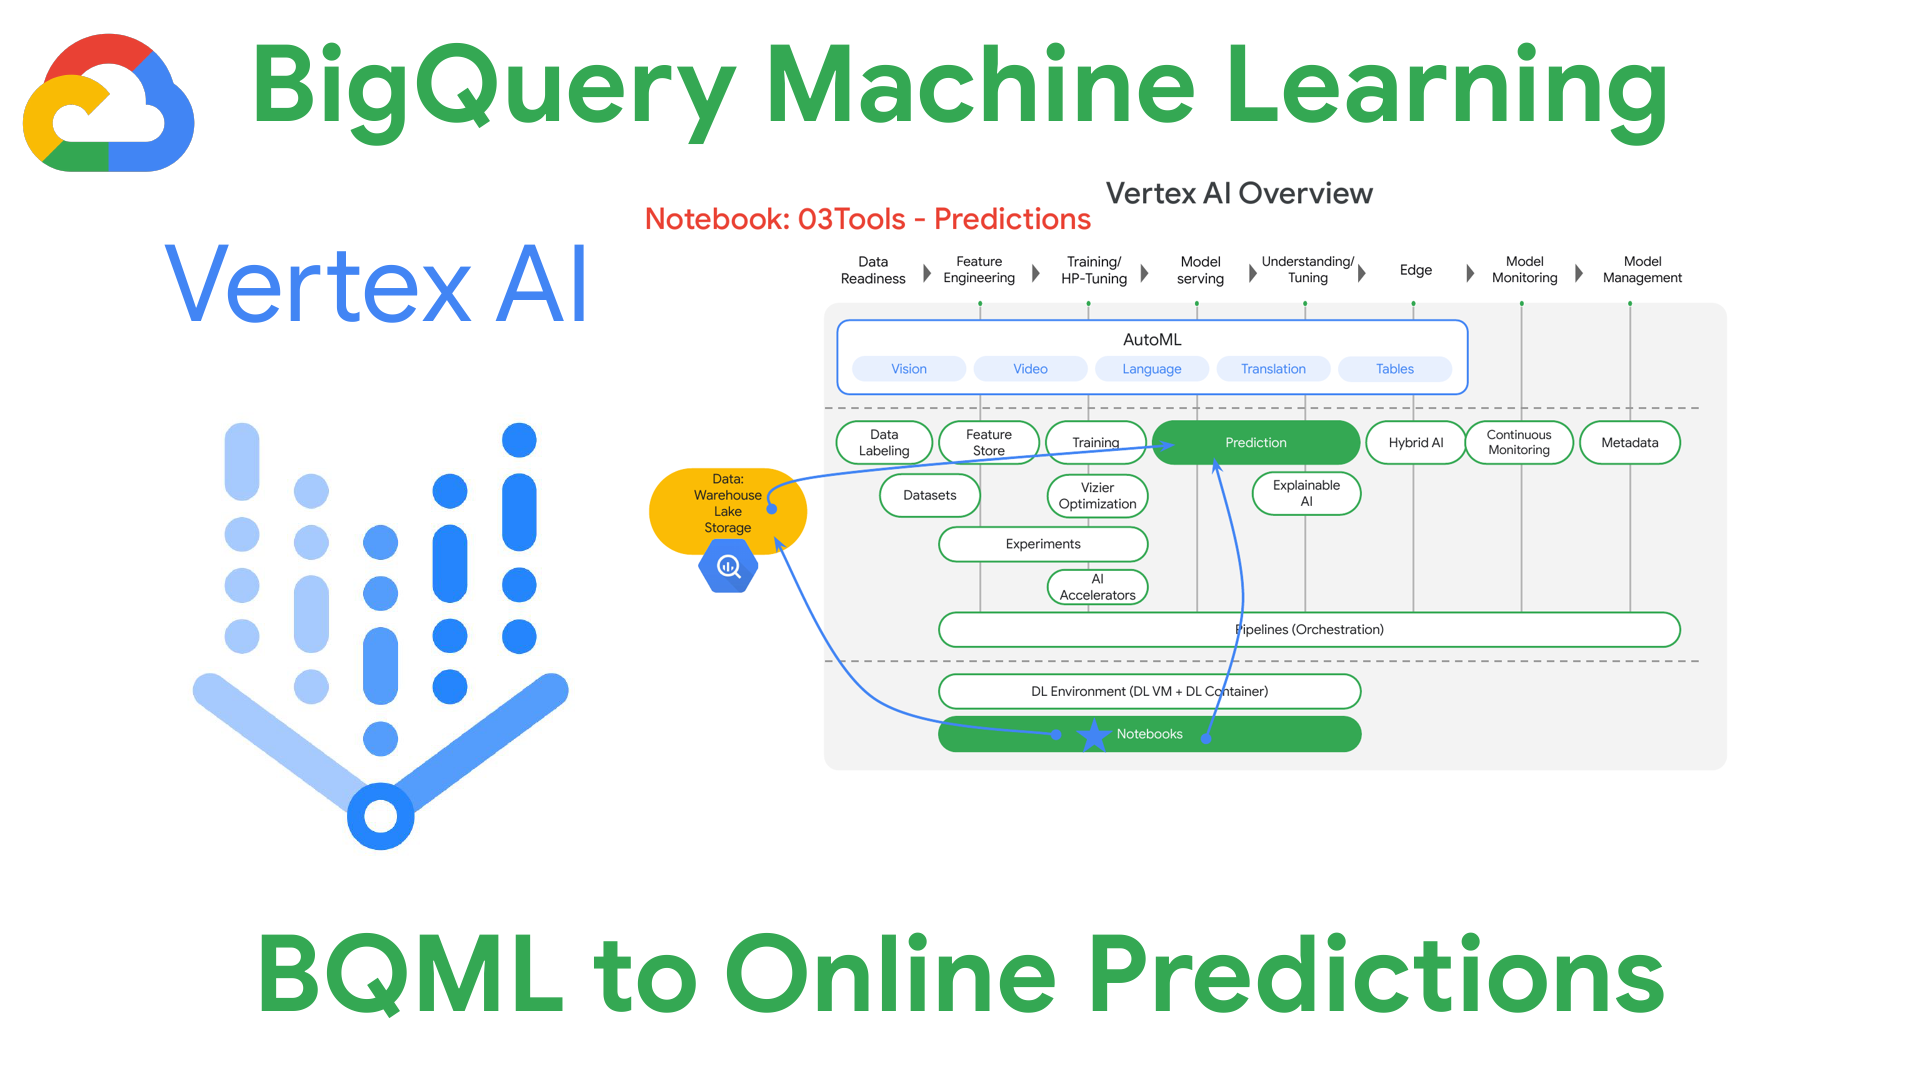 BigQuery Machine Learning
Vertex AI
Vertex AI Overview
Notebook: 03Tools - Predictions
Data
Readiness
Feature
Engineering
Training/
HP-Tuning
Model
serving
Understanding/
Tuning
Edge
Model
Monitoring
Model
Management
AutoML
Vision
Video
Language
Translation
Tables
Data
Labeling
Feature
Store
Training
Prediction
Hybrid AI
Continuous
Monitoring
Metadata
Data:
Warehouse
Lake
Storage
Datasets
Vizier
Optimization
Explainable
AI
Experiments
AI
Accelerators
Pipelines (Orchestration)
DL Environment (DL VM + DL Container)
Notebooks
BQML to Online Predictions